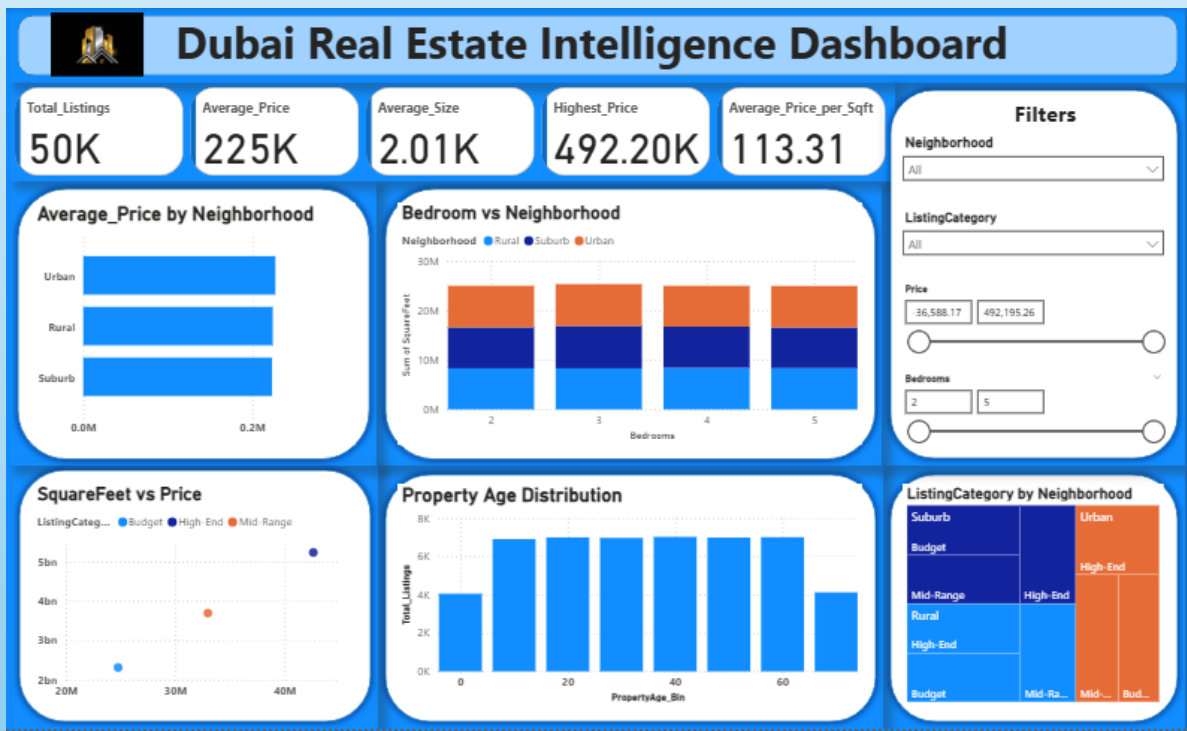 Dubai Real Estate Intelligence Dashboard
Total_Listings
50K
Average_Price
225K
Average_Size
2.01K
Highest_Price
492.20K
Average_Price_per_Sqft
113.31
Filters
Neighborhood
All
ListingCategory
All
Price
-36,588.17 492,195.26
Bedrooms
2 5
Average_Price by Neighborhood
Urban
Rural
Suburb
0.0M 0.2M
Bedroom vs Neighborhood
Neighborhood Rural Suburb Urban
Sum of SquareFeet
30M
20M
10M
0M
2 3 4 5
Bedrooms
SquareFeet vs Price
ListingCateg... Budget High-End Mid-Range
5bn
4bn
3bn
2bn
20M 30M 40M
Property Age Distribution
Total_Listings
8K
6K
4K
2K
0K
0 20 40 60
PropertyAge_Bin
ListingCategory by Neighborhood
Suburb
Budget
Mid-Range
High-End
Rural
High-End
Budget
Mid-Ra...
Urban
High-End
Mid-...
Bud...